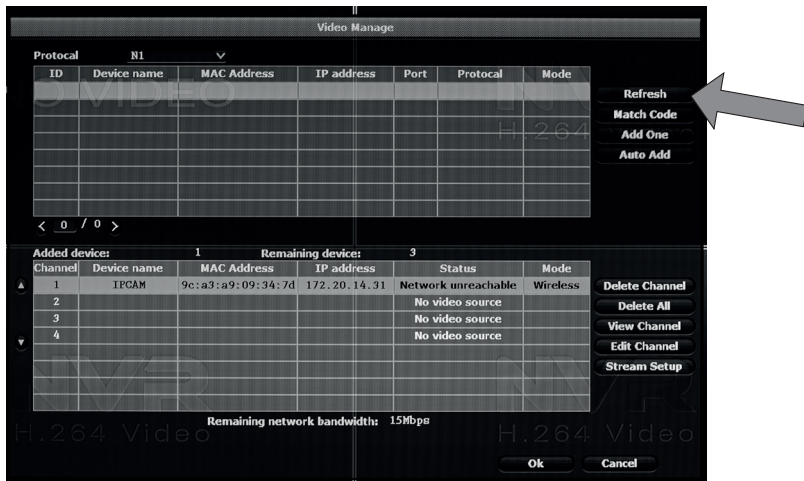 Video Manage
Protocal N1
ID Device name MAC Address IP address Port Protocal Mode
O VIDEO NVR
H.264
Refresh
Match Code
Add One
Auto Add
< 0 / 0 >
Added device: 1 Remaining device: 3
Channel Device name MAC Address IP address Status Mode
1 IPCAM 9c:a3:a9:09:34:7d 172.20.14.31 Network unreachable Wireless
2 No video source
3 No video source
4 No video source
Delete Channel
Delete All
View Channel
Edit Channel
Stream Setup
NVR NVR
Remaining network bandwidth: 15Mbps
H.264 Video H.264 Video
Ok Cancel